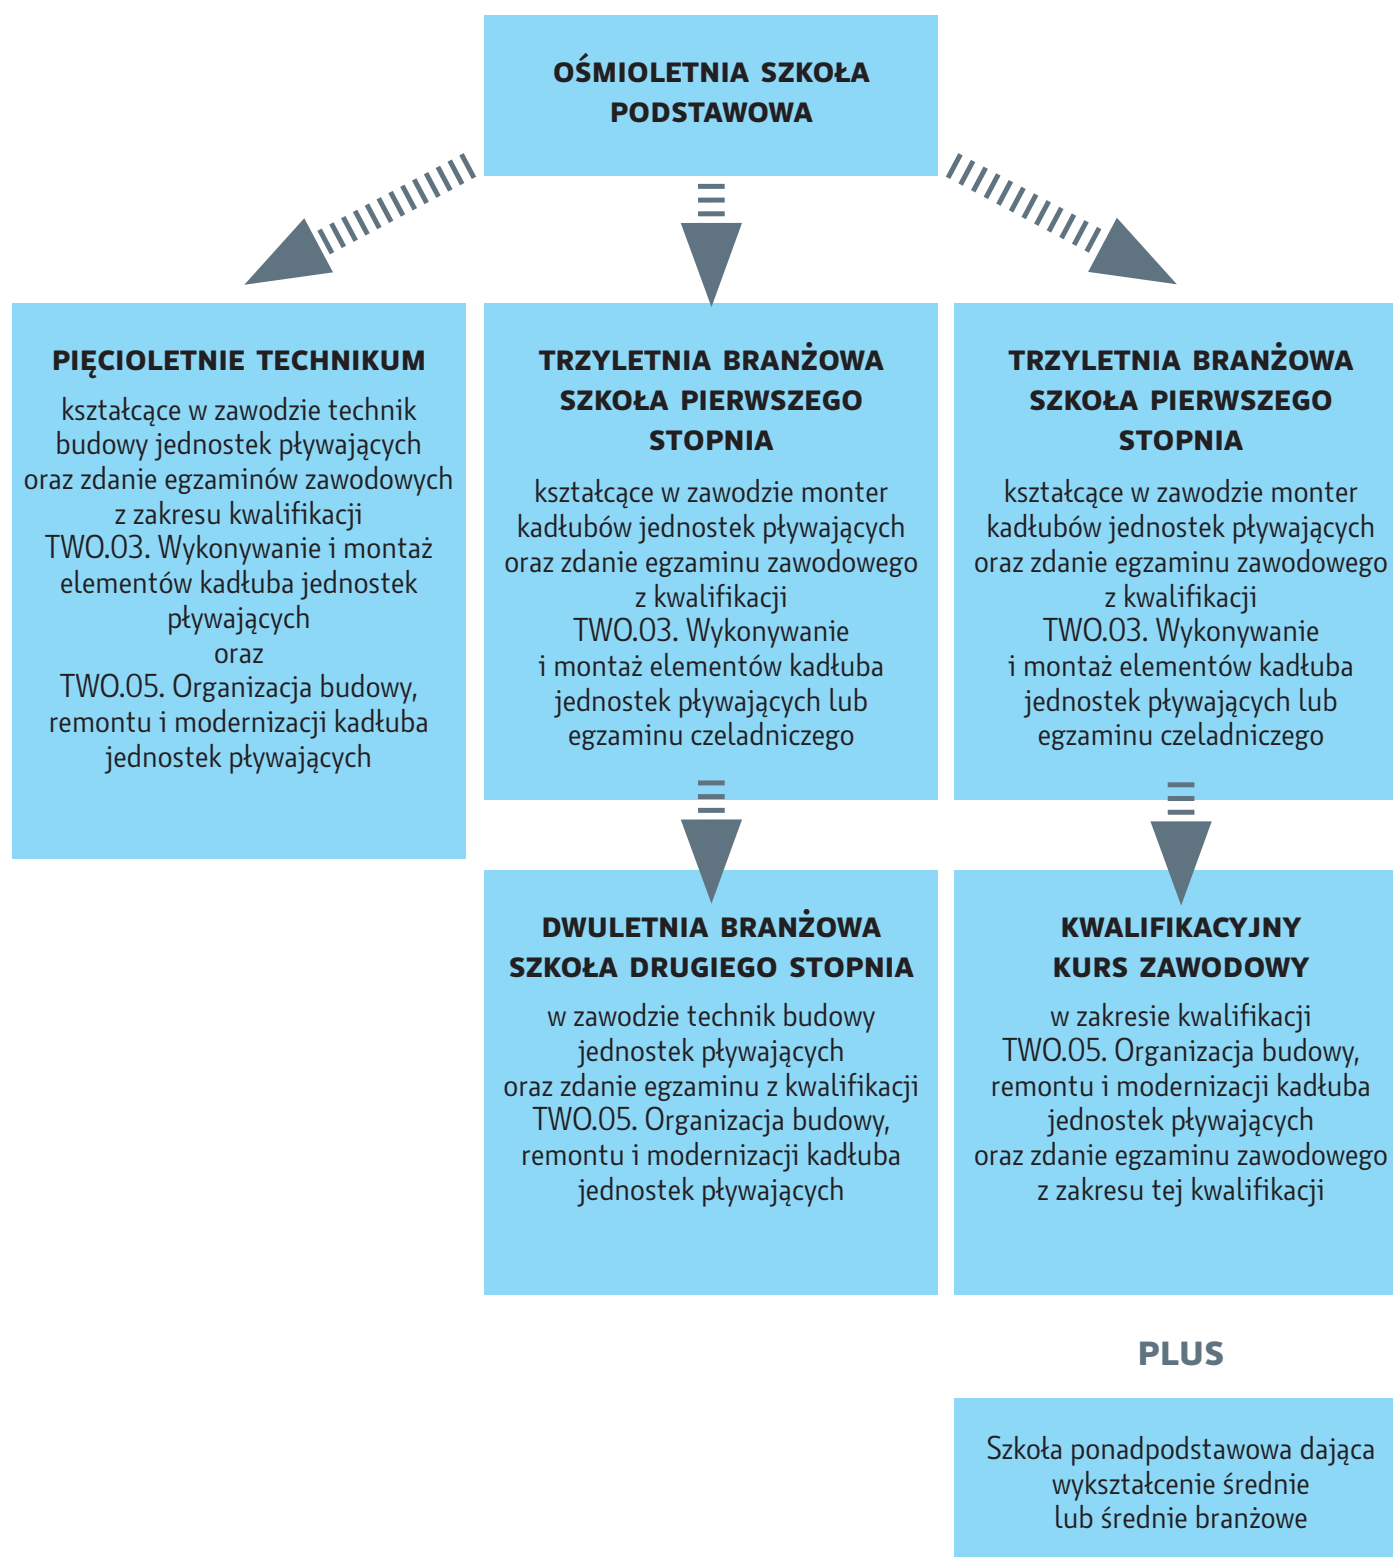 OŚMIOLETNIA SZKOŁA
PODSTAWOWA
PIĘCIOLETNIE TECHNIKUM
kształcące w zawodzie technik
budowy jednostek pływających
oraz zdanie egzaminów zawodowych
z zakresu kwalifikacji
TWO.03. Wykonywanie i montaż
elementów kadłuba jednostek
pływających
oraz
TWO.05. Organizacja budowy,
remontu i modernizacji kadłuba
jednostek pływających
TRZYLETNIA BRANŻOWA
SZKOŁA PIERWSZEGO
STOPNIA
kształcące w zawodzie monter
kadłubów jednostek pływających
oraz zdanie egzaminu zawodowego
z kwalifikacji
TWO.03. Wykonywanie
i montaż elementów kadłuba
jednostek pływających lub
egzaminu czeladniczego
TRZYLETNIA BRANŻOWA
SZKOŁA PIERWSZEGO
STOPNIA
kształcące w zawodzie monter
kadłubów jednostek pływających
oraz zdanie egzaminu zawodowego
z kwalifikacji
TWO.03. Wykonywanie
i montaż elementów kadłuba
jednostek pływających lub
egzaminu czeladniczego
DWULETNIA BRANŻOWA
SZKOŁA DRUGIEGO STOPNIA
w zawodzie technik budowy
jednostek pływających
oraz zdanie egzaminu z kwalifikacji
TWO.05. Organizacja budowy,
remontu i modernizacji kadłuba
jednostek pływających
KWALIFIKACYJNY
KURS ZAWODOWY
w zakresie kwalifikacji
TWO.05. Organizacja budowy,
remontu i modernizacji kadłuba
jednostek pływających
oraz zdanie egzaminu zawodowego
z zakresu tej kwalifikacji
PLUS
Szkoła ponadpodstawowa dająca
wykształcenie średnie
lub średnie branżowe